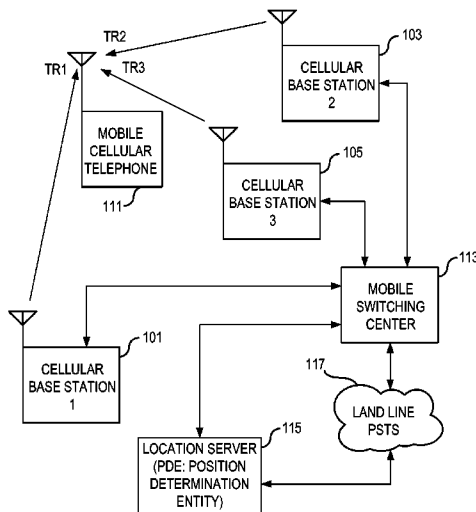 TR2
103
TR1
TR3
CELLULAR
BASE STATION
2
MOBILE
CELLULAR
TELEPHONE
111
105
CELLULAR
BASE STATION
3
113
MOBILE
SWITCHING
CENTER
101
CELLULAR
BASE STATION
1
117
LAND LINE
PSTS
115
LOCATION SERVER
(PDE: POSITION
DETERMINATION
ENTITY)